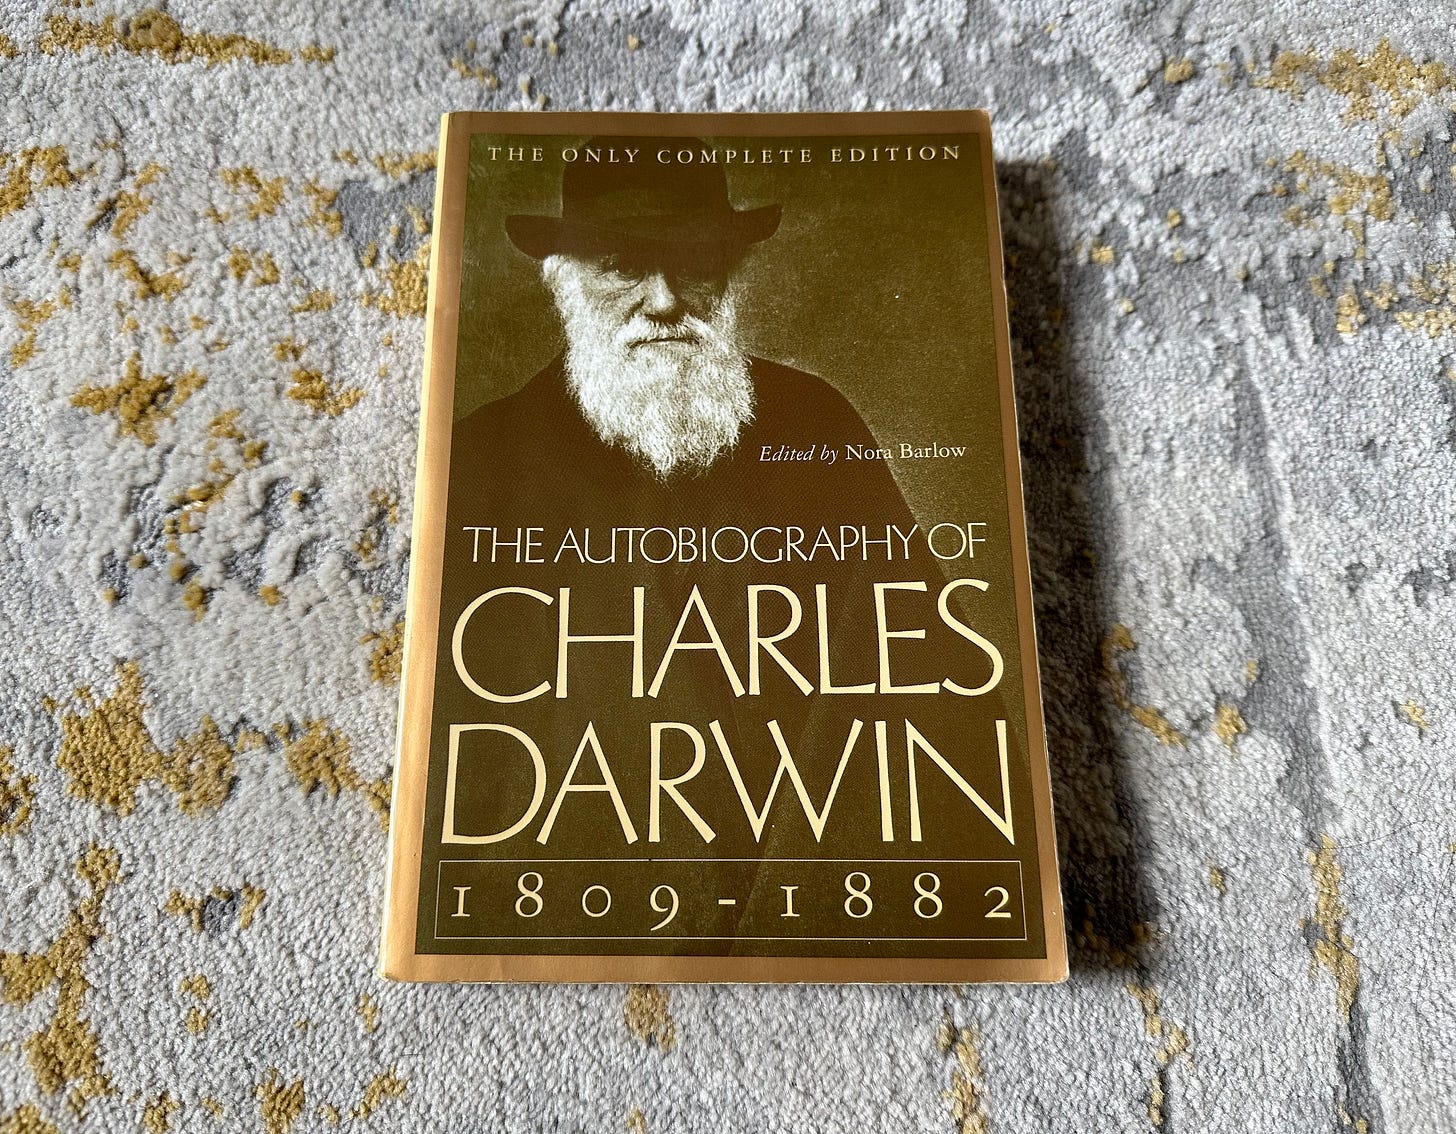 THE ONLY COMPLETE EDITION
Edited by Nora Barlow
THE AUTOBIOGRAPHY OF
CHARLES
DARWIN
1809-1882